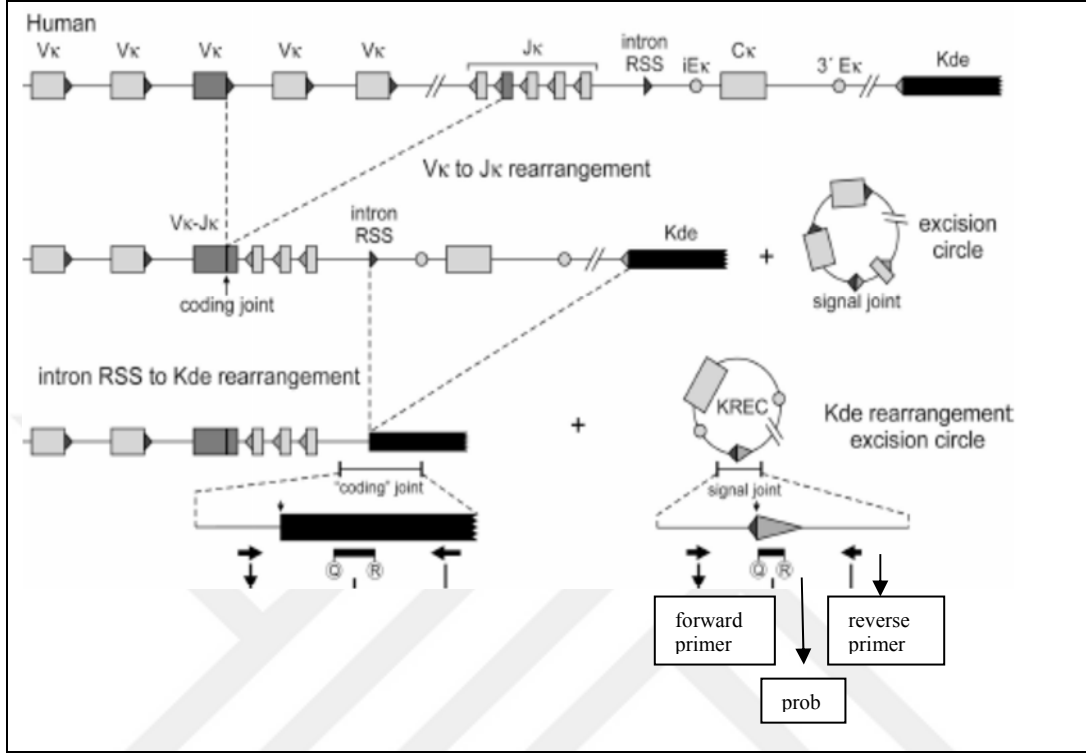 Human
Vκ Vκ Vκ Vκ Vκ Jκ intron RSS iEκ Cκ 3´ Eκ Kde
Vκ to Jκ rearrangement
Vκ-Jκ intron RSS Kde + excision circle
coding joint signal joint
intron RSS to Kde rearrangement
+ KREC Kde rearrangement
excision circle
"coding" joint signal joint
Q R Q R
forward primer
reverse primer
prob